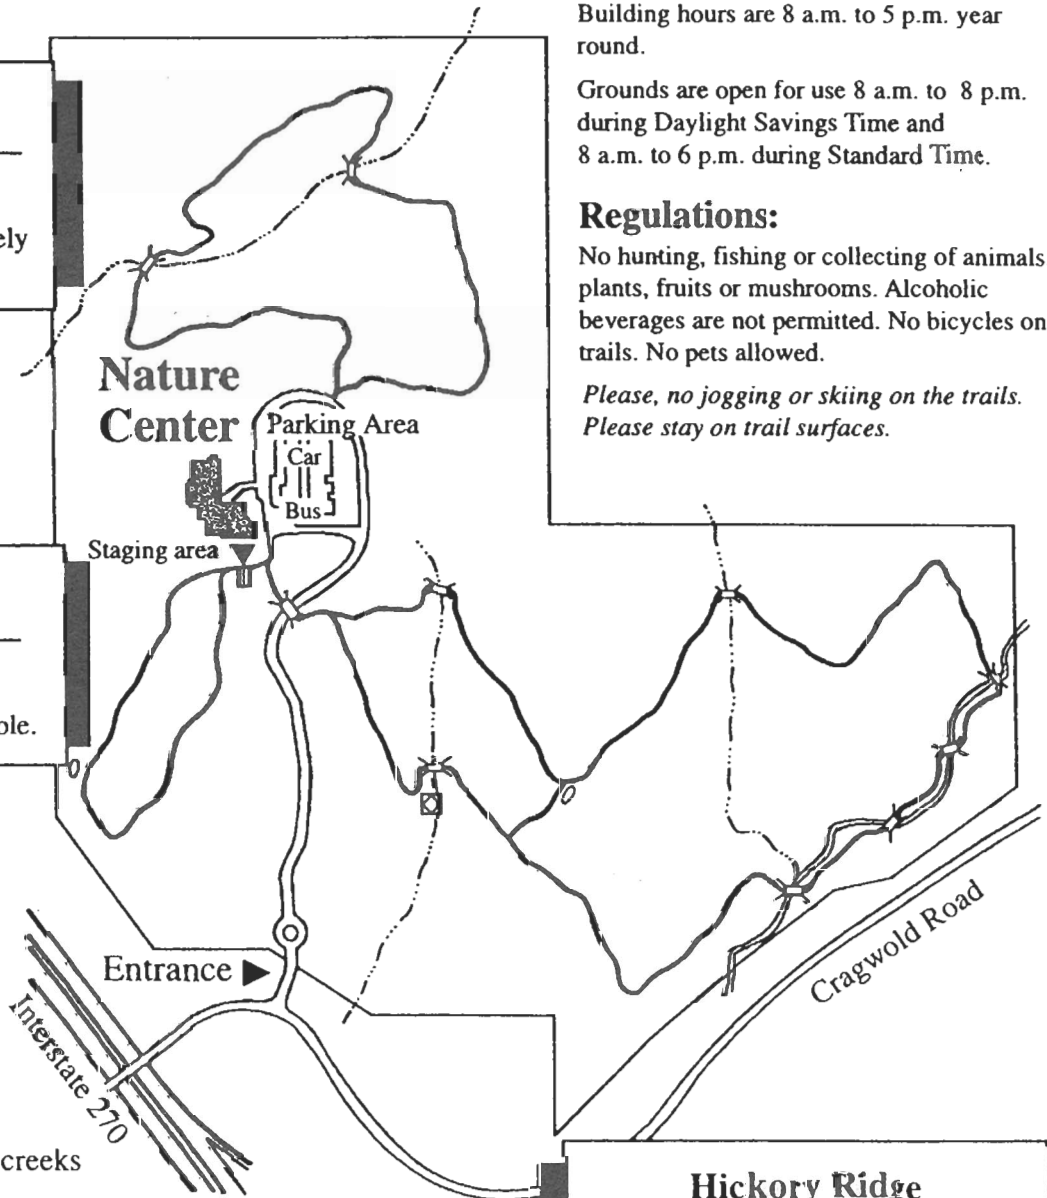 Building hours are 8 a.m. to 5 p.m. year
round.
Grounds are open for use 8 a.m. to 8 p.m.
during Daylight Savings Time and
8 a.m. to 6 p.m. during Standard Time.
Regulations:
No hunting, fishing or collecting of animals
plants, fruits or mushrooms. Alcoholic
beverages are not permitted. No bicycles on
trails. No pets allowed.
Please, no jogging or skiing on the trails.
Please stay on trail surfaces.
ely
Nature
Center
Parking Area
Car
Bus
Staging area
ble.
Entrance
Cragwold Road
Interstate 270
creeks
Hickory Ridge